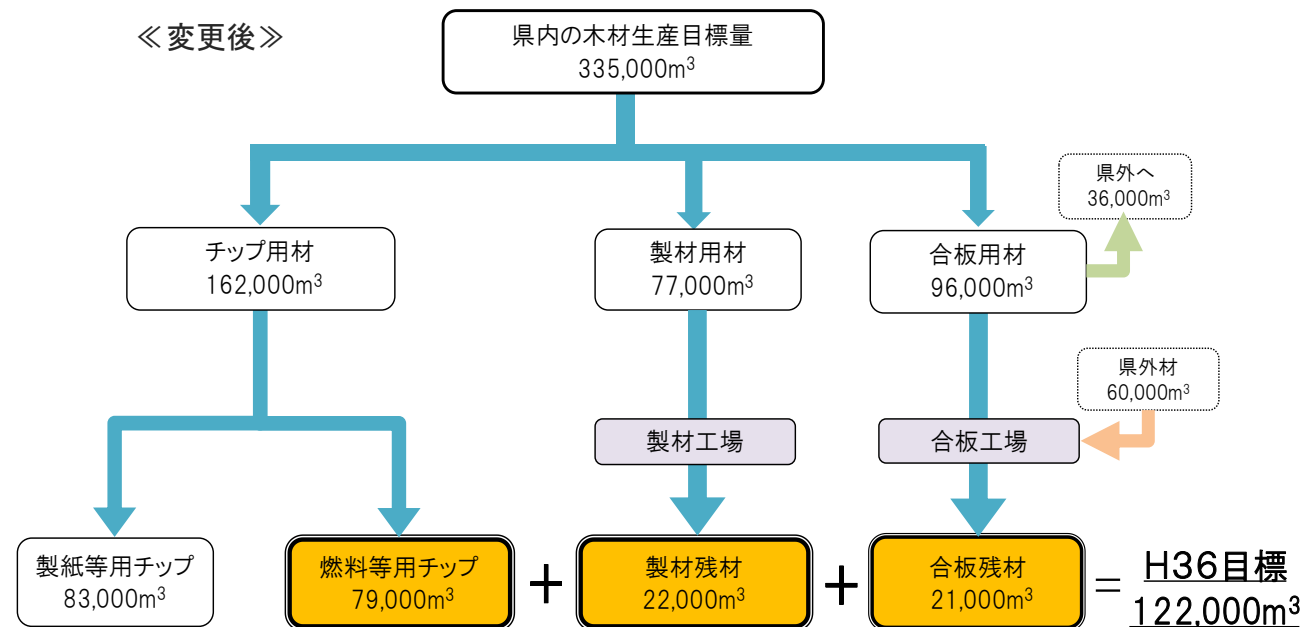 ≪変更後≫
県内の木材生産目標量
335,000m³
県外へ
36,000m³
チップ用材
162,000m³
製材用材
77,000m³
合板用材
96,000m³
県外材
60,000m³
製材工場
合板工場
製紙等用チップ
83,000m³
燃料等用チップ
79,000m³
+
製材残材
22,000m³
+
合板残材
21,000m³
=
H36目標
122,000m³